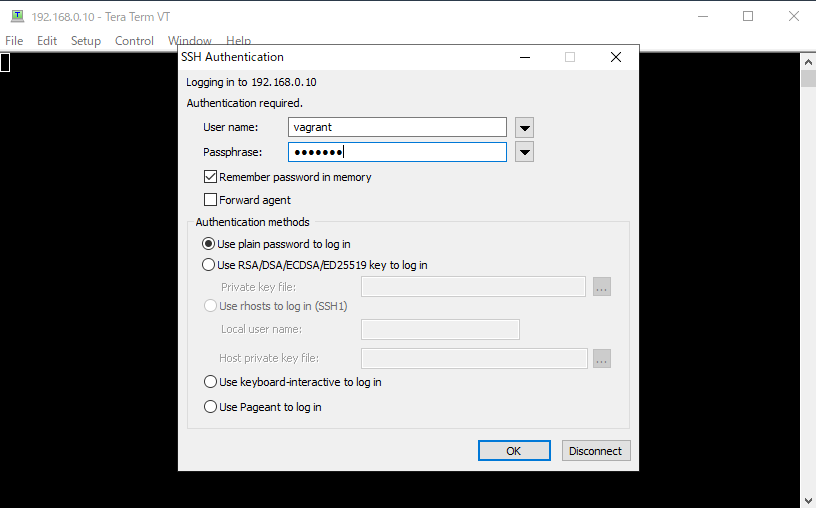 192.168.0.10 - Tera Term VT
File Edit Setup Control Window Help
SSH Authentication
Logging in to 192.168.0.10
Authentication required.
User name: vagrant
Passphrase: ●●●●●●●
Remember password in memory
Forward agent
Authentication methods
Use plain password to log in
Use RSA/DSA/ECDSA/ED25519 key to log in
Private key file: ...
Use rhosts to log in (SSH1)
Local user name:
Host private key file: ...
Use keyboard-interactive to log in
Use Pageant to log in
OK Disconnect